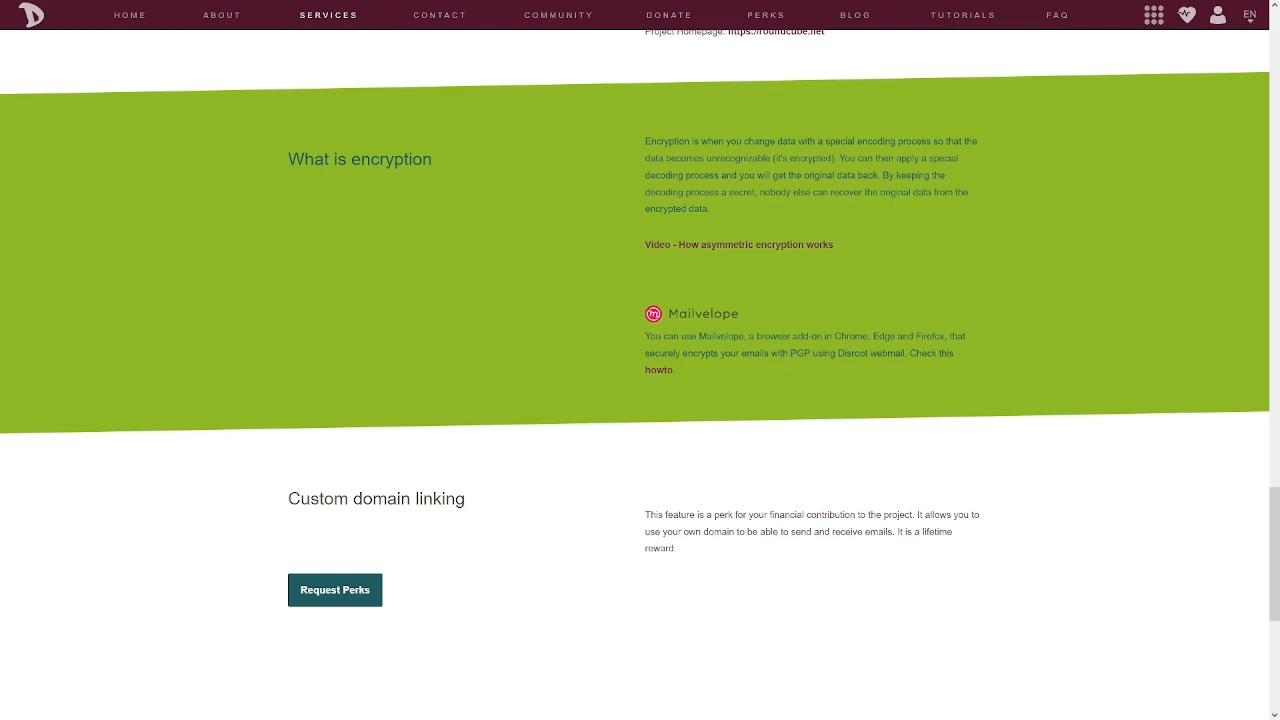 HOME ABOUT SERVICES CONTACT COMMUNITY DONATE PERKS BLOG TUTORIALS FAQ EN
Project Homepage: https://roundcube.net
What is encryption
Encryption is when you change data with a special encoding process so that the
data becomes unrecognizable (it's encrypted). You can then apply a special
decoding process and you will get the original data back. By keeping the
decoding process a secret, nobody else can recover the original data from the
encrypted data.
Video - How asymmetric encryption works
Mailvelope
You can use Mailvelope, a browser add-on in Chrome, Edge and Firefox, that
securely encrypts your emails with PGP using Disroot webmail. Check this
howto.
Custom domain linking
This feature is a perk for your financial contribution to the project. It allows you to
use your own domain to be able to send and receive emails. It is a lifetime
reward.
Request Perks